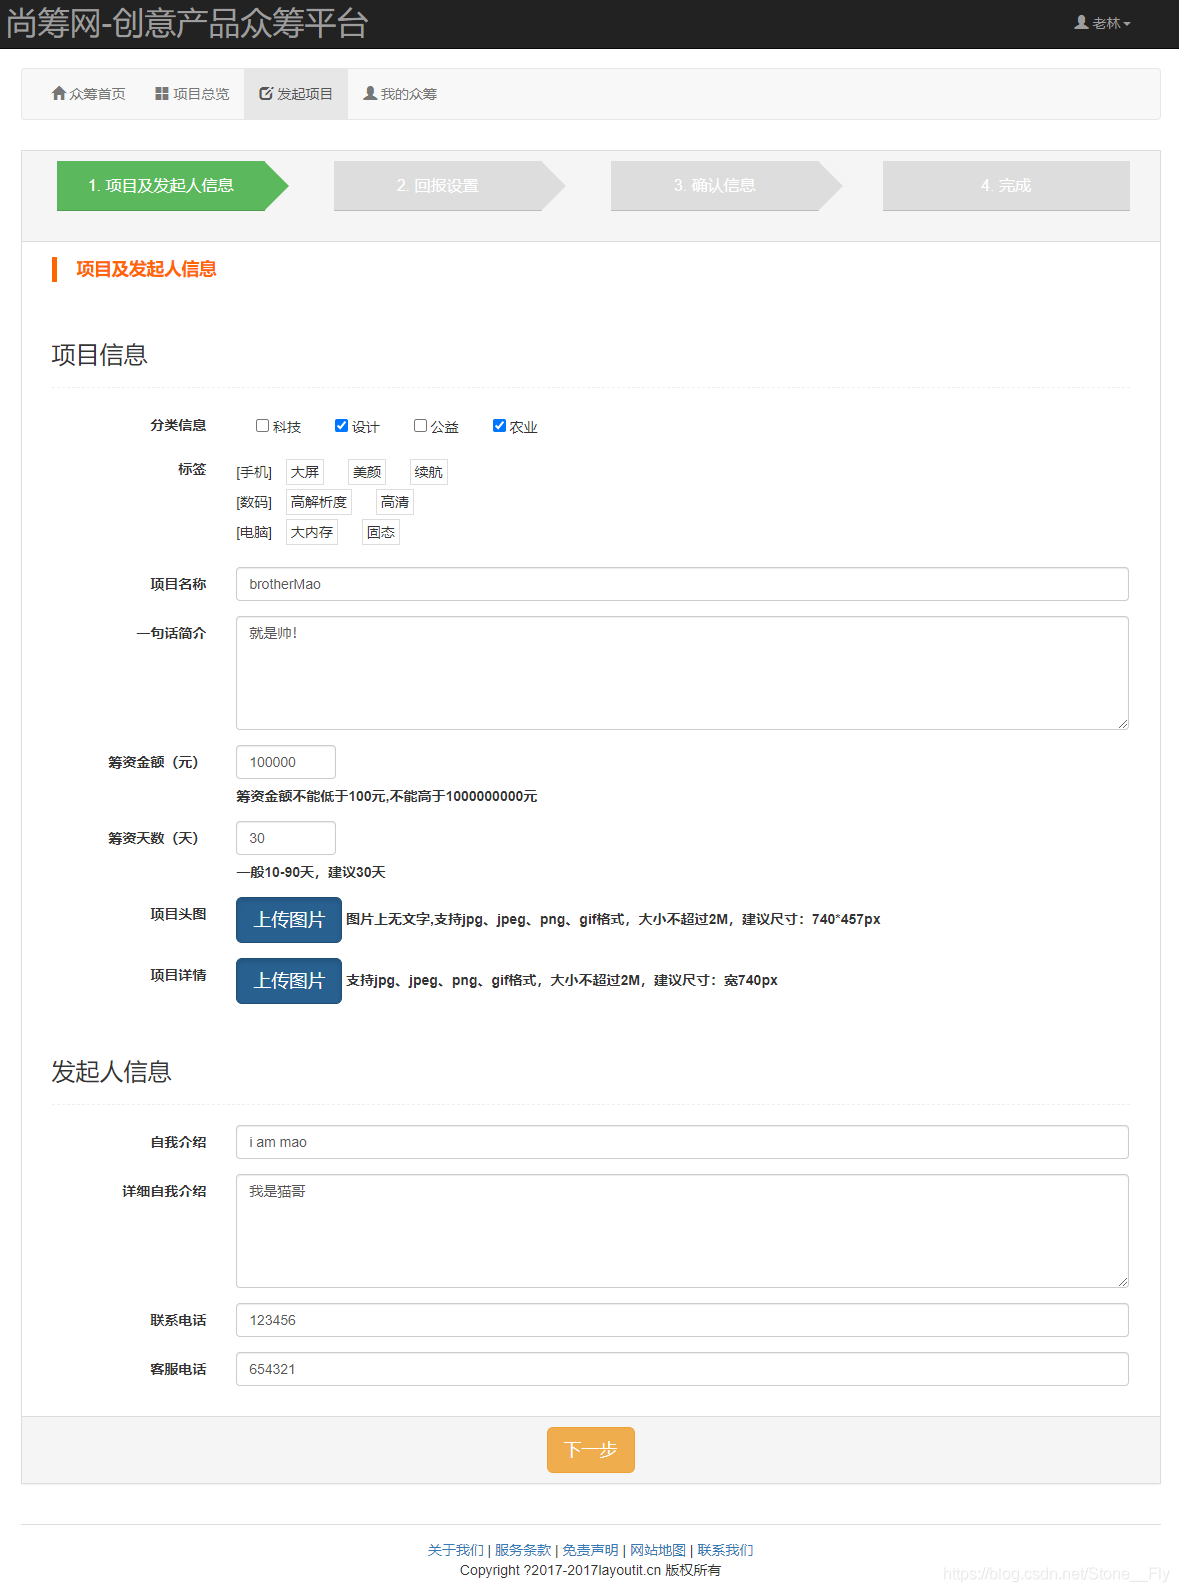 尚筹网-创意产品众筹平台
老林
众筹首页 项目总览 发起项目 我的众筹
1. 项目及发起人信息 2. 回报设置 3. 确认信息 4. 完成
项目及发起人信息
项目信息
分类信息 科技 设计 公益 农业
标签 [手机] 大屏 美颜 续航
[数码] 高解析度 高清
[电脑] 大内存 固态
项目名称 brotherMao
一句话简介 就是帅!
筹资金额（元） 100000
筹资金额不能低于100元,不能高于1000000000元
筹资天数（天） 30
一般10-90天，建议30天
项目头图 上传图片 图片上无文字,支持jpg、jpeg、png、gif格式，大小不超过2M，建议尺寸：740*457px
项目详情 上传图片 支持jpg、jpeg、png、gif格式，大小不超过2M，建议尺寸：宽740px
发起人信息
自我介绍 i am mao
详细自我介绍 我是猫哥
联系电话 123456
客服电话 654321
下一步
关于我们 | 服务条款 | 免责声明 | 网站地图 | 联系我们
Copyright ?2017-2017layoutit.cn 版权所有
https://blog.csdn.net/Stone__Fly